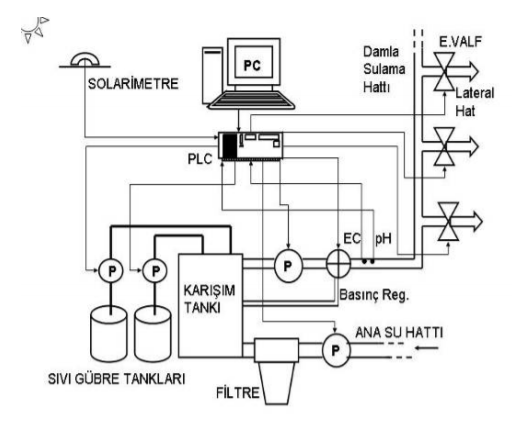 E.VALF
PC
Damla
Sulama
Hattı
SOLARİMETRE
Lateral
Hat
PLC
EC
pH
P
P
P
KARIŞIM
TANKI
Basınç Reg.
ANA SU HATTI
P
SIVI GÜBRE TANKLARI
FİLTRE